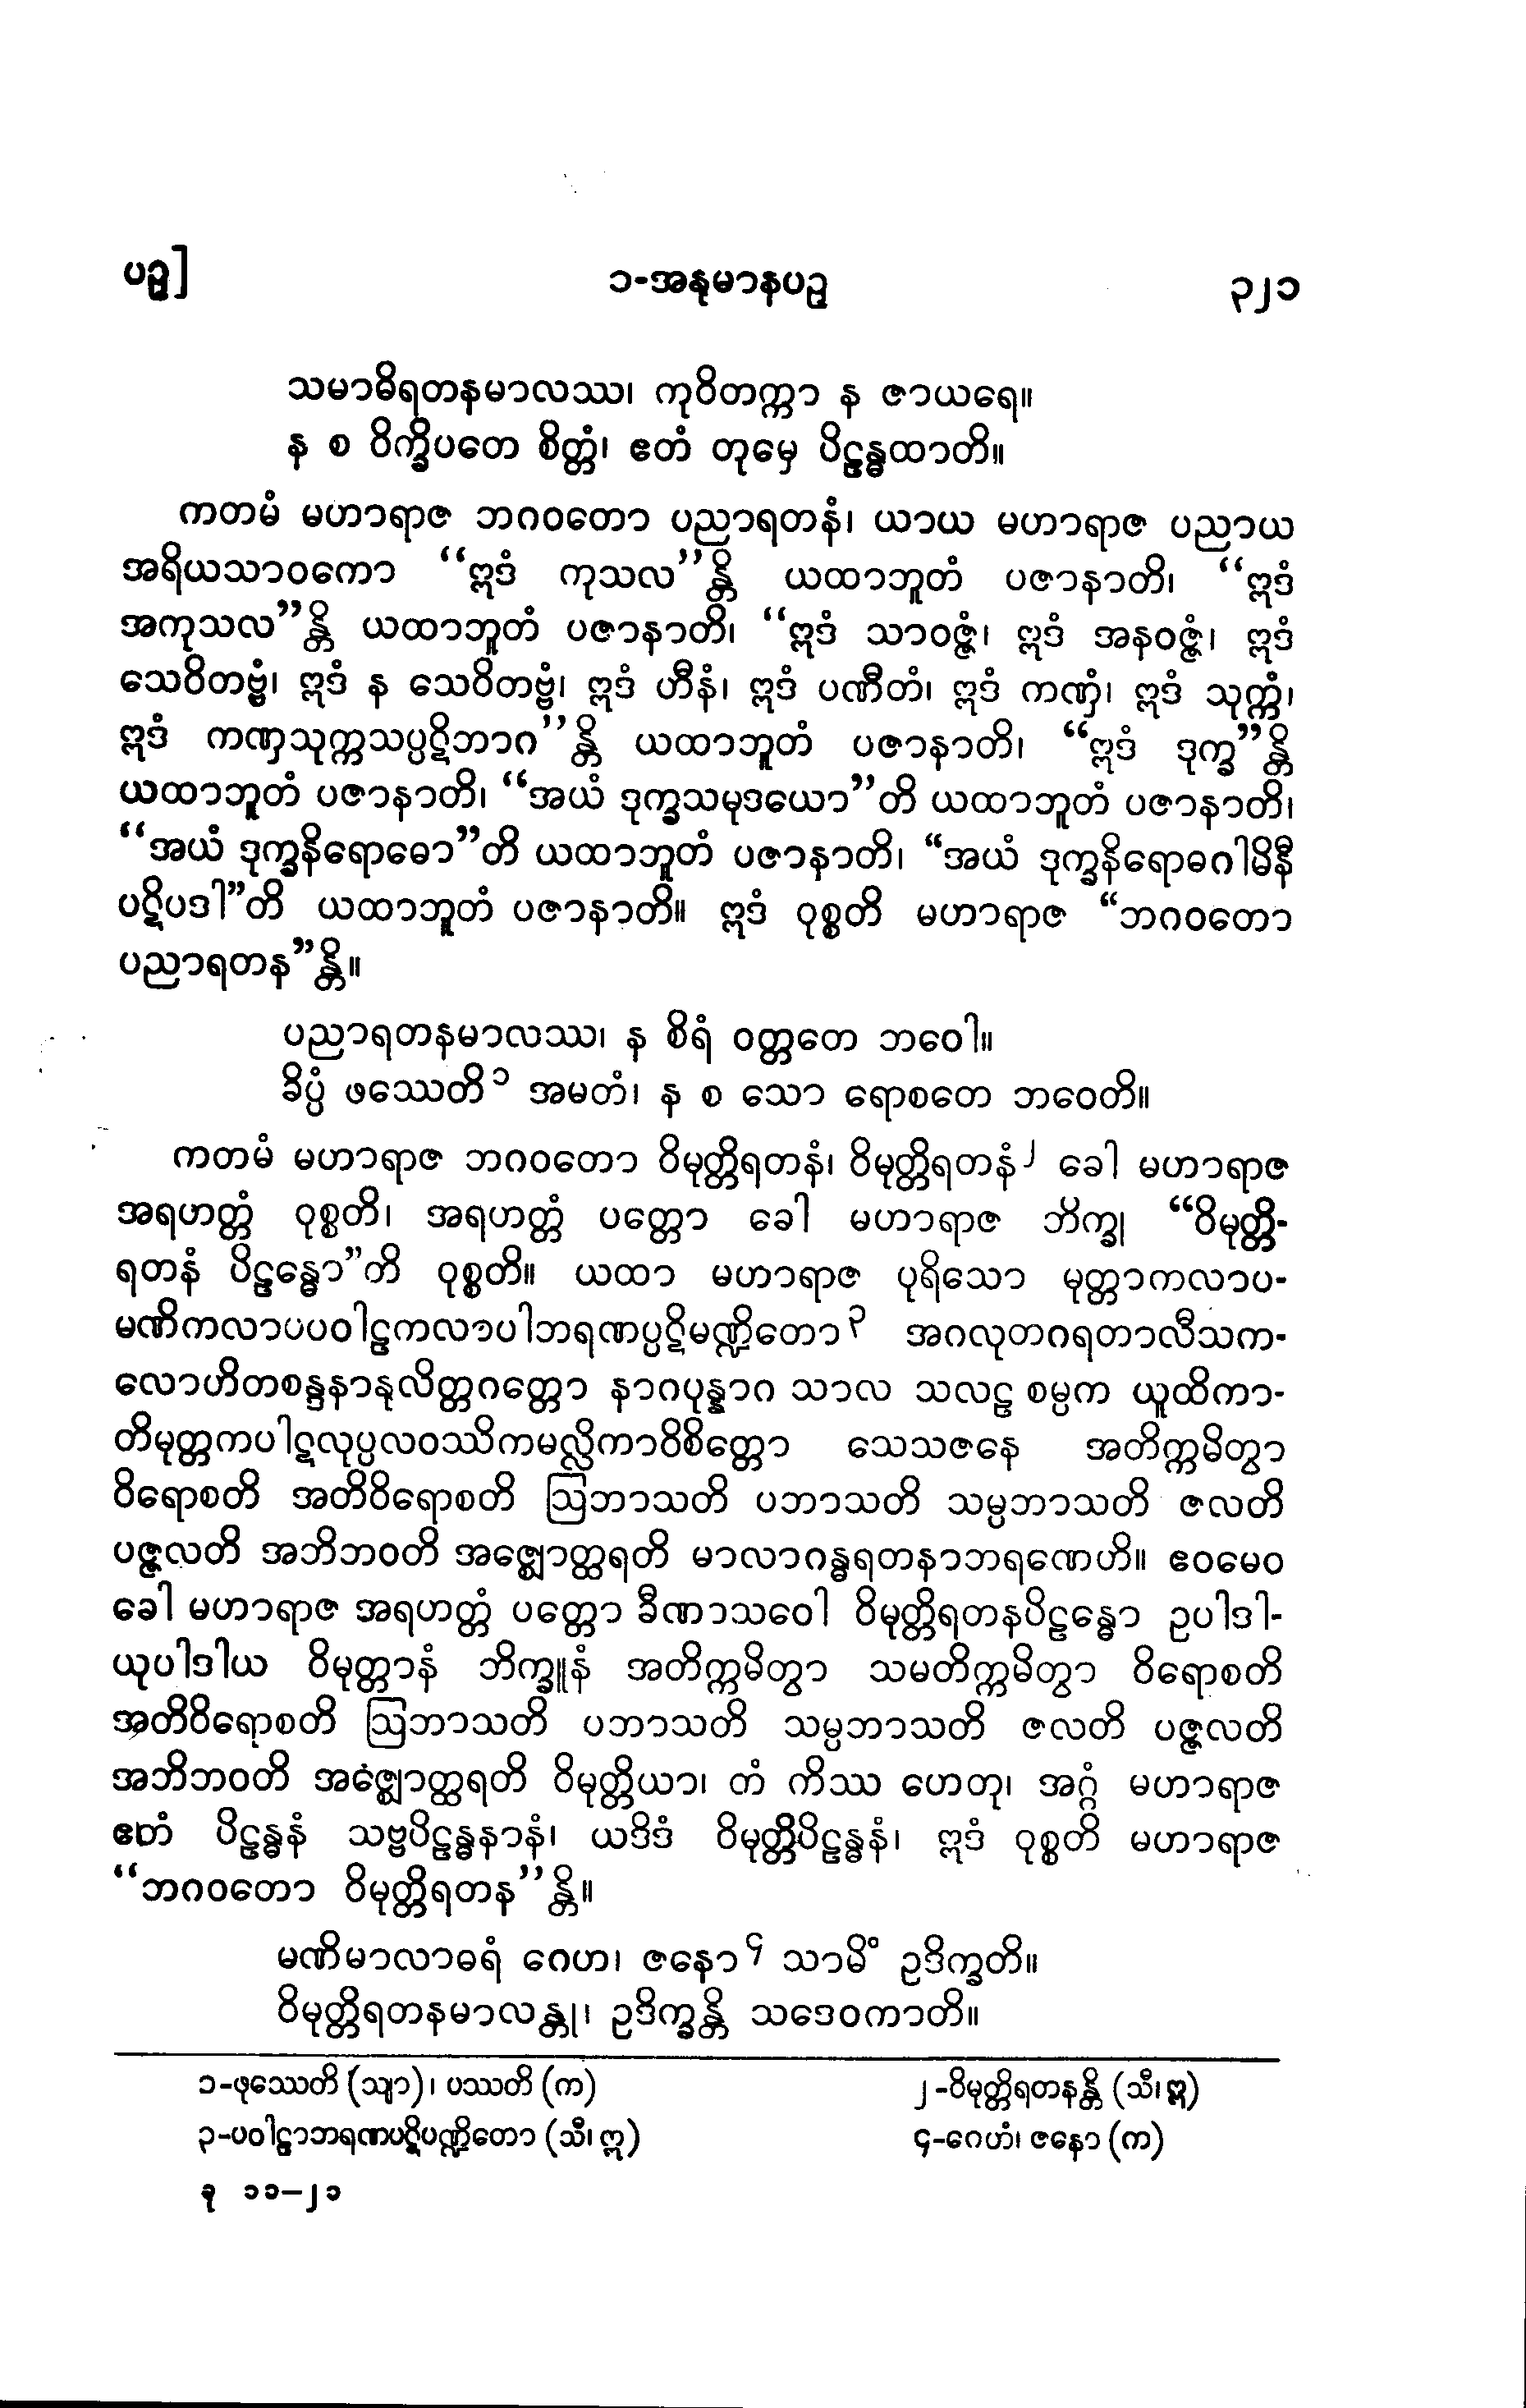 ပဉှ]
၁-အနုမာနပဉှ
၃၂၁
သမာဓိရတနမာလဿ၊ ကုဝိတက္ကာ န ဇာယရေ။
န စ ဝိက္ခိပတေ စိတ္တံ၊ ဧတံ တုမှေ ပိဠန္ဓထာတိ။
ကတမံ မဟာရာဇ ဘဂဝတော ပညာရတနံ၊ ယာယ မဟာရာဇ ပညာယ
အရိယသာဝကော “ဣဒံ ကုသလ”န္တိ ယထာဘူတံ ပဇာနာတိ၊ “ဣဒံ
အကုသလ”န္တိ ယထာဘူတံ ပဇာနာတိ၊ “ဣဒံ သာဝဇ္ဇံ၊ ဣဒံ အနဝဇ္ဇံ၊ ဣဒံ
သေဝိတဗ္ဗံ၊ ဣဒံ န သေဝိတဗ္ဗံ၊ ဣဒံ ဟီနံ၊ ဣဒံ ပဏီတံ၊ ဣဒံ ကဏှံ၊ ဣဒံ သုက္ကံ၊
ဣဒံ ကဏှသုက္ကသပ္ပဋိဘာဂ”န္တိ ယထာဘူတံ ပဇာနာတိ၊ “ဣဒံ ဒုက္ခ”န္တိ
ယထာဘူတံ ပဇာနာတိ၊ “အယံ ဒုက္ခသမုဒယော”တိ ယထာဘူတံ ပဇာနာတိ၊
“အယံ ဒုက္ခနိရောဓော”တိ ယထာဘူတံ ပဇာနာတိ၊ “အယံ ဒုက္ခနိရောဓဂါမိနီ
ပဋိပဒါ”တိ ယထာဘူတံ ပဇာနာတိ။ ဣဒံ ဝုစ္စတိ မဟာရာဇ “ဘဂဝတော
ပညာရတန”န္တိ။
ပညာရတနမာလဿ၊ န စိရံ ဝတ္တတေ ဘဝေါ။
ခိပ္ပံ ဖဿေတိ၁ အမတံ၊ န စ သော ရောစတေ ဘဝေတိ။
ကတမံ မဟာရာဇ ဘဂဝတော ဝိမုတ္တိရတနံ၊ ဝိမုတ္တိရတနံ၂ ခေါ မဟာရာဇ
အရဟတ္တံ ဝုစ္စတိ၊ အရဟတ္တံ ပတ္တော ခေါ မဟာရာဇ ဘိက္ခု “ဝိမုတ္တိ-
ရတနံ ပိဠန္ဓော”တိ ဝုစ္စတိ။ ယထာ မဟာရာဇ ပုရိသော မုတ္တာကလာပ-
မဏိကလာပပဝါဠကလာပါဘရဏပ္ပဋိမဏ္ဍိတော၃ အဂလုတဂရတာလီသက-
လောဟိတစန္ဒနာနုလိတ္တဂတ္တော နာဂပုန္နာဂ သာလ သလဠ စမ္ပက ယူထိကာ-
တိမုတ္တကပါဋလုပ္ပလဝဿိကမလ္လိကာဝိစိတ္တော သေသဇနေ အတိက္ကမိတွာ
ဝိရောစတိ အတိဝိရောစတိ ဩဘာသတိ ပဘာသတိ သမ္ပဘာသတိ ဇလတိ
ပဇ္ဇလတိ အဘိဘဝတိ အဇ္ဈောတ္ထရတိ မာလာဂန္ဓရတနာဘရဏေဟိ။ ဧဝမေဝ
ခေါ မဟာရာဇ အရဟတ္တံ ပတ္တော ခီဏာသဝေါ ဝိမုတ္တိရတနပိဠန္ဓော ဥပါဒါ-
ယုပါဒါယ ဝိမုတ္တာနံ ဘိက္ခူနံ အတိက္ကမိတွာ သမတိက္ကမိတွာ ဝိရောစတိ
အတိဝိရောစတိ ဩဘာသတိ ပဘာသတိ သမ္ပဘာသတိ ဇလတိ ပဇ္ဇလတိ
အဘိဘဝတိ အဇ္ဈောတ္ထရတိ ဝိမုတ္တိယာ၊ တံ ကိဿ ဟေတု၊ အဂ္ဂံ မဟာရာဇ
ဧတံ ပိဠန္ဓနံ သဗ္ဗပိဠန္ဓနာနံ၊ ယဒိဒံ ဝိမုတ္တိပိဠန္ဓနံ၊ ဣဒံ ဝုစ္စတိ မဟာရာဇ
“ဘဂဝတော ဝိမုတ္တိရတန”န္တိ။
မဏိမာလာဓရံ ဂေဟ၊ ဇနော၄ သာမိံ ဥဒိက္ခတိ။
ဝိမုတ္တိရတနမာလန္တု၊ ဥဒိက္ခန္တိ သဒေဝကာတိ။
၁-ဖုဿေတိ (သျာ)၊ ပဿတိ (က)
၂-ဝိမုတ္တိရတနန္တိ (သီ၊ ဣ)
၃-ပဝါဠာဘရဏပဋိပဏ္ဍိတော (သီ၊ ဣ)
၄-ဂေဟံ၊ ဇနော (က)
ခု ၁၁–၂၁